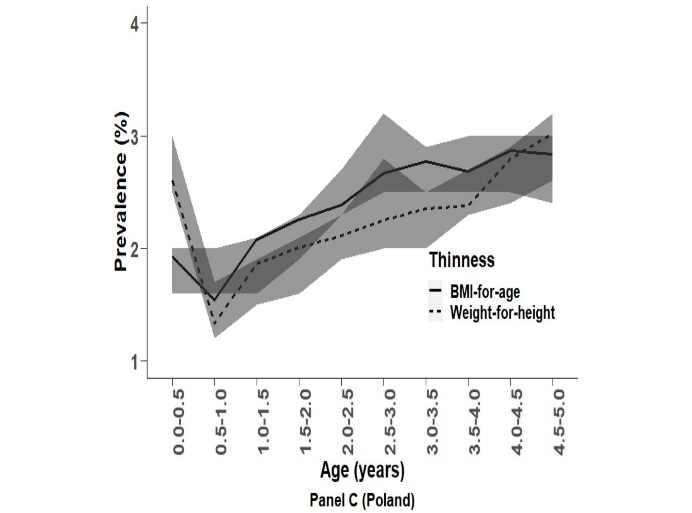 4
3
2
1
Prevalence (%)
Thinness
BMI-for-age
Weight-for-height
0.0-0.5
0.5-1.0
1.0-1.5
1.5-2.0
2.0-2.5
2.5-3.0
3.0-3.5
3.5-4.0
4.0-4.5
4.5-5.0
Age (years)
Panel C (Poland)